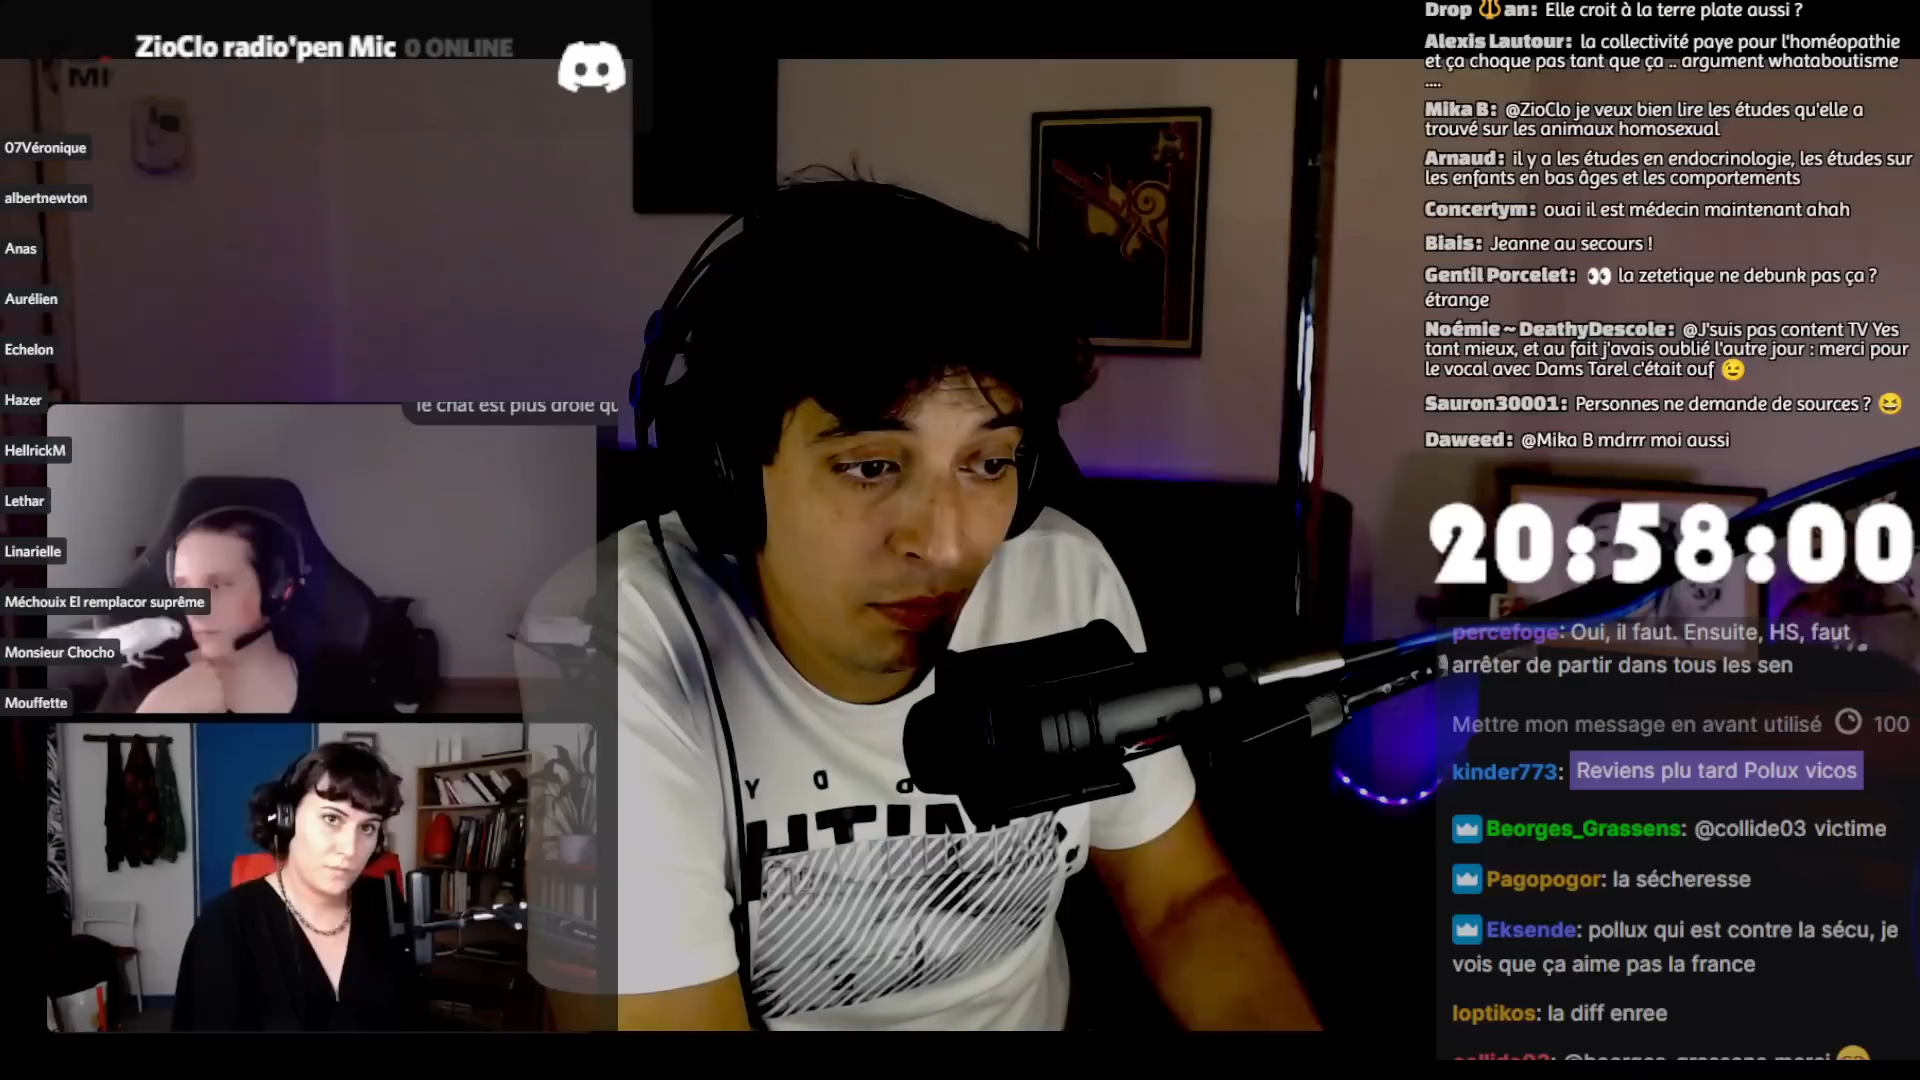 ZioClo radio'pen Mic 0 ONLINE
MI
07Véronique
albertnewton
Anas
Aurélien
Echelon
Hazer
le chat est plus drole qu
HellrickM
Lethar
Linarielle
Méchouix El remplacor suprême
Monsieur Chocho
Mouffette
Drop an: Elle croit à la terre plate aussi ?
Alexis Lautour: la collectivité paye pour l'homéopathie
et ça choque pas tant que ça .. argument whataboutisme
....
Mika B: @ZioClo je veux bien lire les études qu'elle a
trouvé sur les animaux homosexual
Arnaud: il y a les études en endocrinologie, les études sur
les enfants en bas âges et les comportements
Concertym: ouai il est médecin maintenant ahah
Biais: Jeanne au secours !
Gentil Porcelet: 👀 la zetetique ne debunk pas ça ?
étrange
Noémie ~ DeathyDescole: @J'suis pas content TV Yes
tant mieux, et au fait j'avais oublié l'autre jour : merci pour
le vocal avec Dams Tarel c'était ouf 😉
Sauron30001: Personnes ne demande de sources ? 😆
Daweed: @Mika B mdrrr moi aussi
20:58:00
percefoge: Oui, il faut. Ensuite, HS, faut
arrêter de partir dans tous les sen
Mettre mon message en avant utilisé 100
kinder773: Reviens plu tard Polux vicos
Beorges_Grassens: @collide03 victime
Pagopogor: la sécheresse
Eksende: pollux qui est contre la sécu, je
vois que ça aime pas la france
loptikos: la diff enree
collide03: @beorges_grassens merci